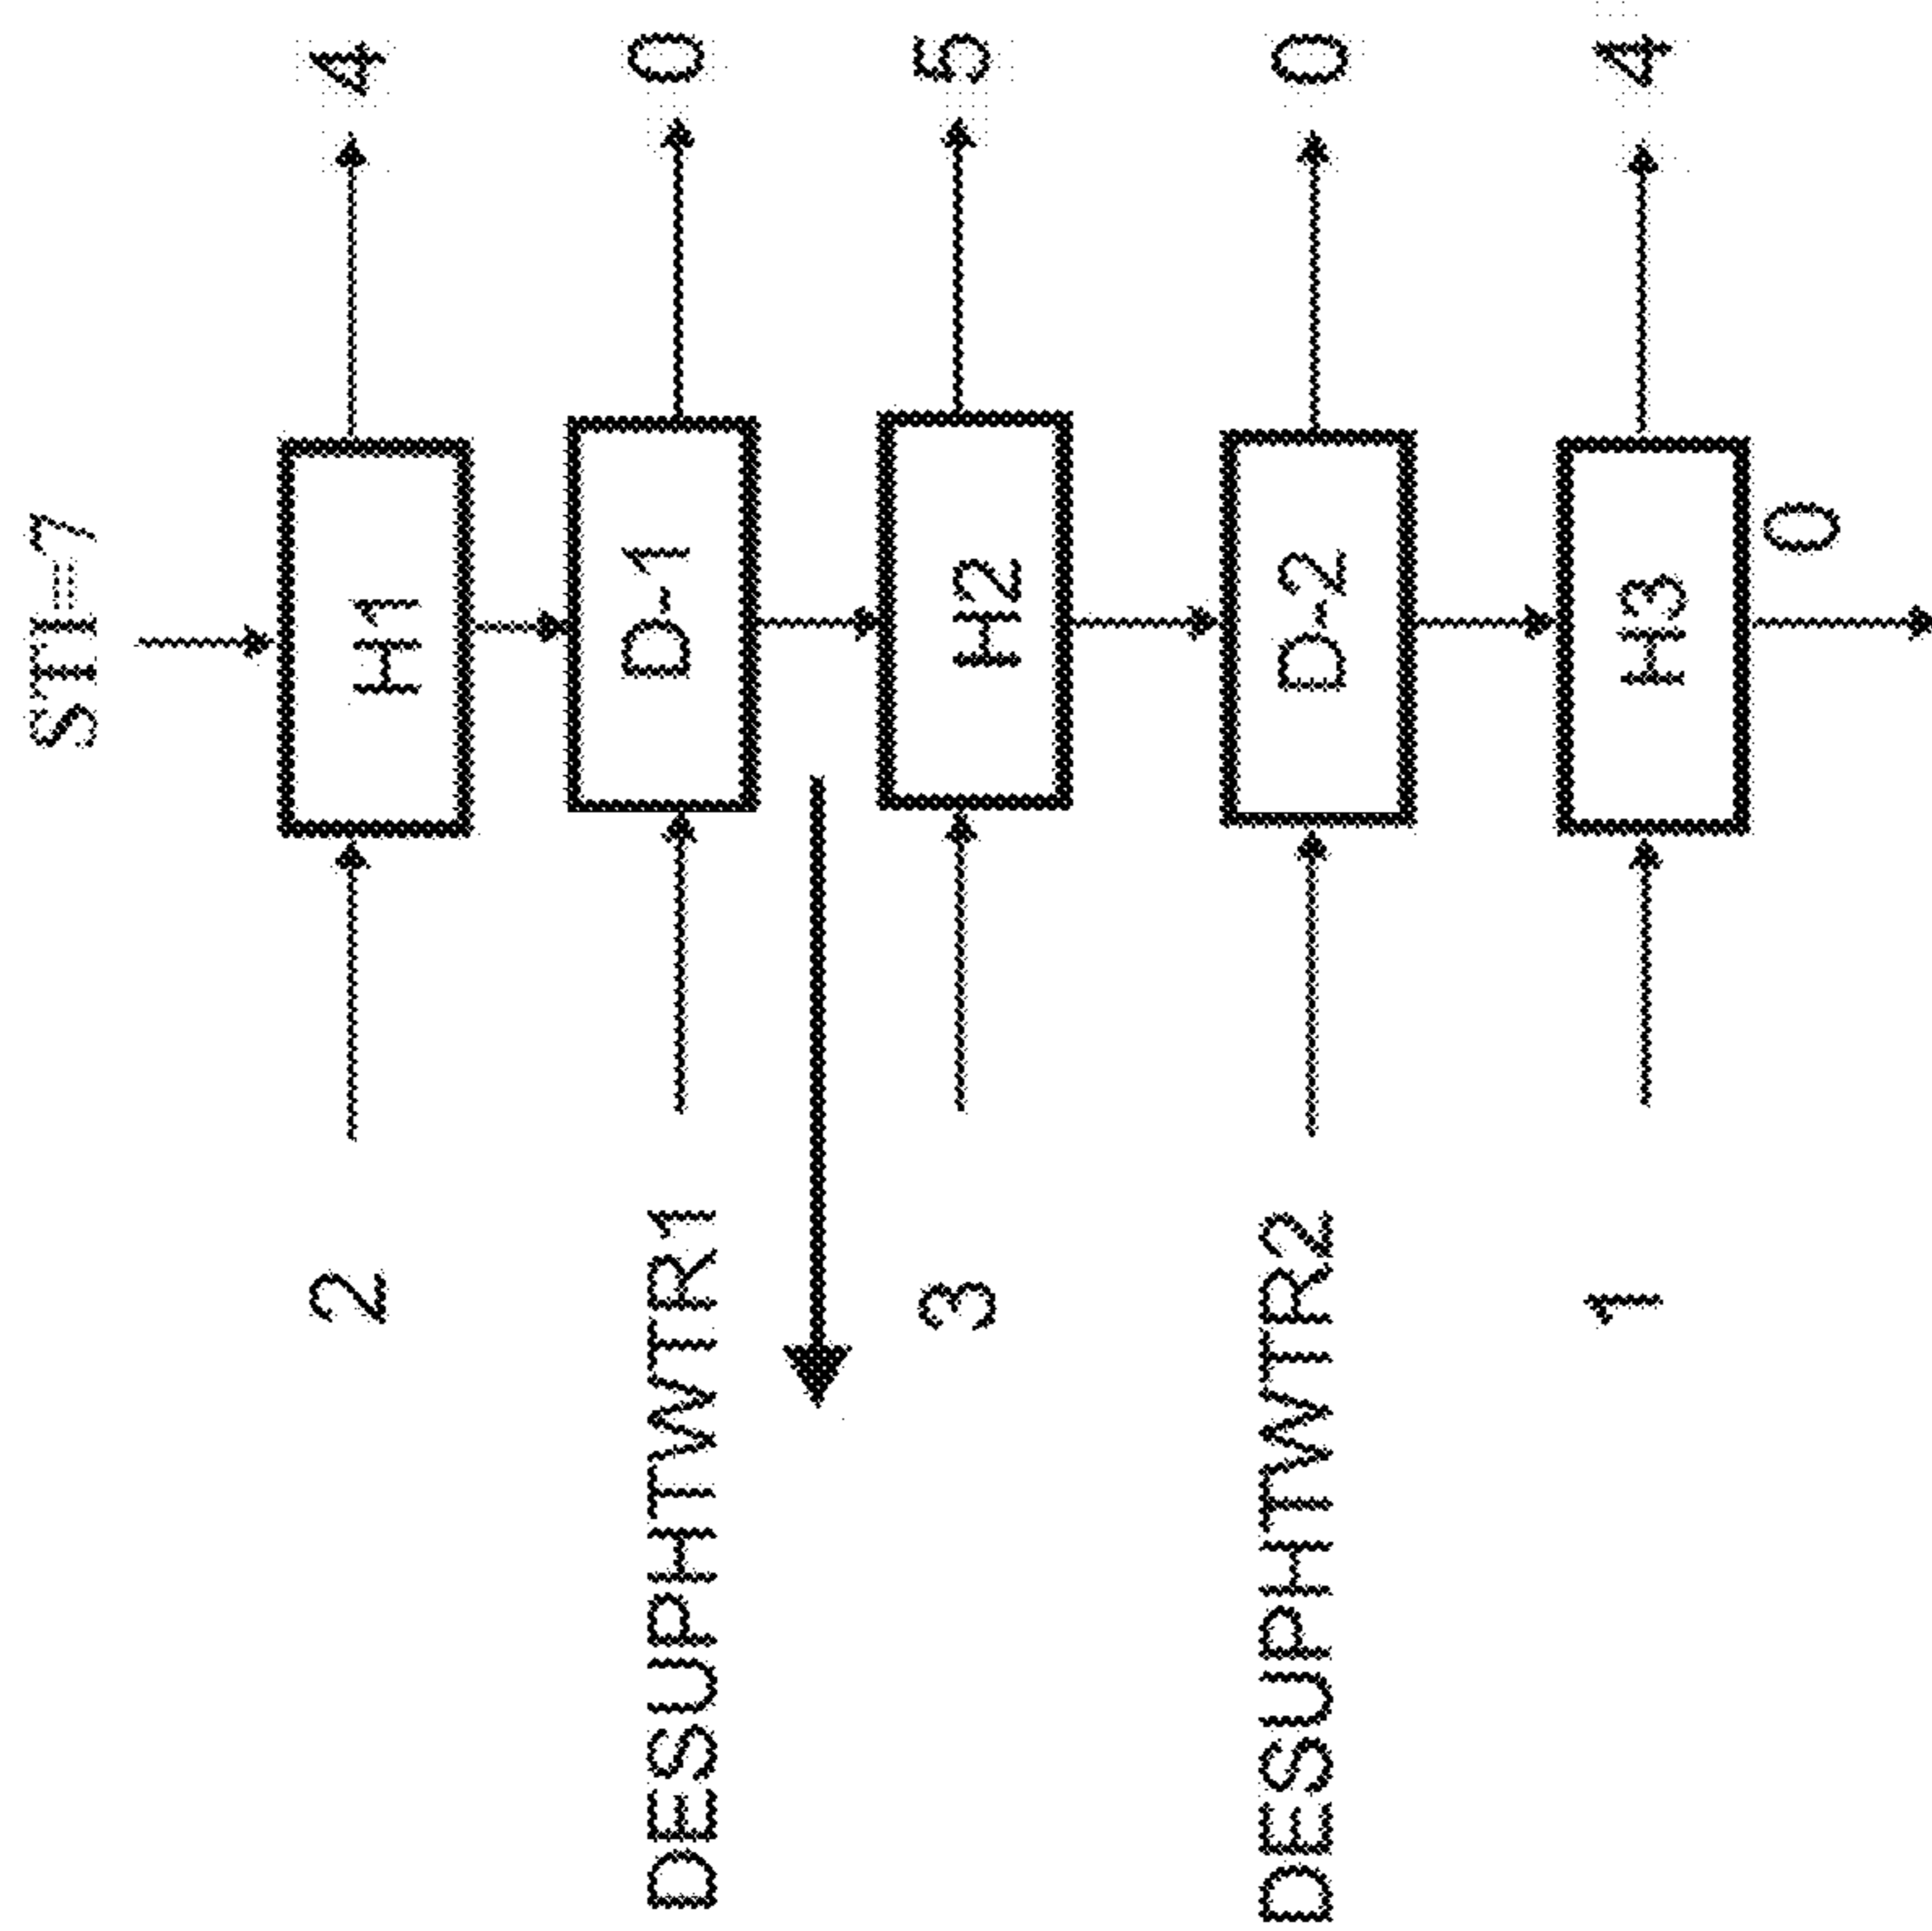 STI=7
2 H1 4
DESUPHTWTR1 D-1 0
3 H2 5
DESUPHTWTR2 D-2 0
1 H3 4
0